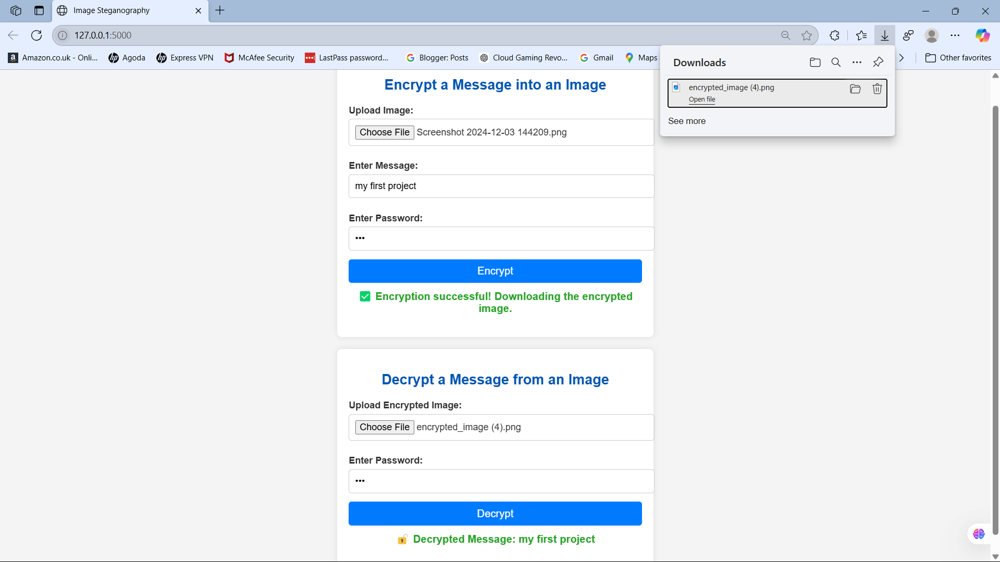 Image Steganography
127.0.0.1:5000
Amazon.co.uk - Onli...
Agoda
Express VPN
McAfee Security
LastPass password...
Blogger: Posts
Cloud Gaming Revo...
Gmail
Maps
Other favorites
Downloads
encrypted_image (4).png
Open file
See more
Encrypt a Message into an Image
Upload Image:
Choose File Screenshot 2024-12-03 144209.png
Enter Message:
my first project
Enter Password:
•••
Encrypt
Encryption successful! Downloading the encrypted
image.
Decrypt a Message from an Image
Upload Encrypted Image:
Choose File encrypted_image (4).png
Enter Password:
•••
Decrypt
Decrypted Message: my first project